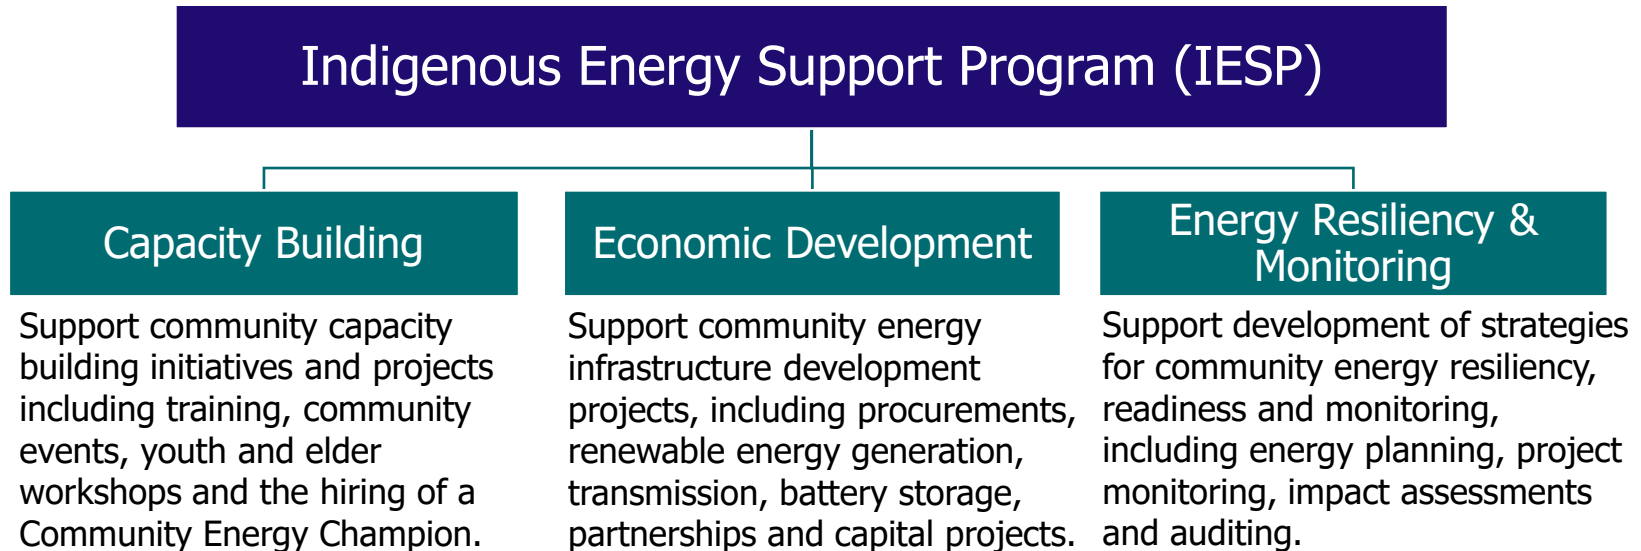 Indigenous Energy Support Program (IESP)
Capacity Building
Support community capacity
building initiatives and projects
including training, community
events, youth and elder
workshops and the hiring of a
Community Energy Champion.
Economic Development
Support community energy
infrastructure development
projects, including procurements,
renewable energy generation,
transmission, battery storage,
partnerships and capital projects.
Energy Resiliency &
Monitoring
Support development of strategies
for community energy resiliency,
readiness and monitoring,
including energy planning, project
monitoring, impact assessments
and auditing.